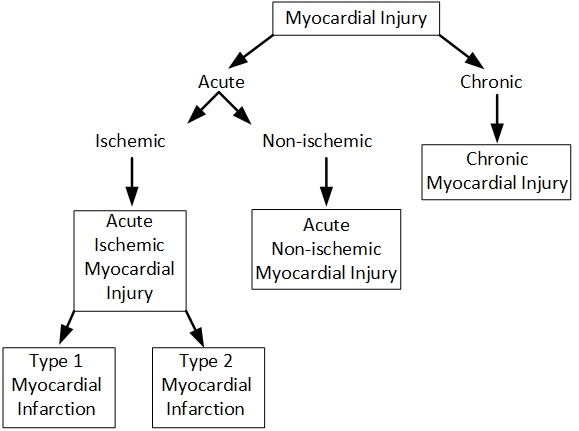 Myocardial Injury
Acute
Chronic
Ischemic
Non-ischemic
Chronic
Myocardial Injury
Acute
Ischemic
Myocardial
Injury
Acute
Non-ischemic
Myocardial Injury
Type 1
Myocardial
Infarction
Type 2
Myocardial
Infarction